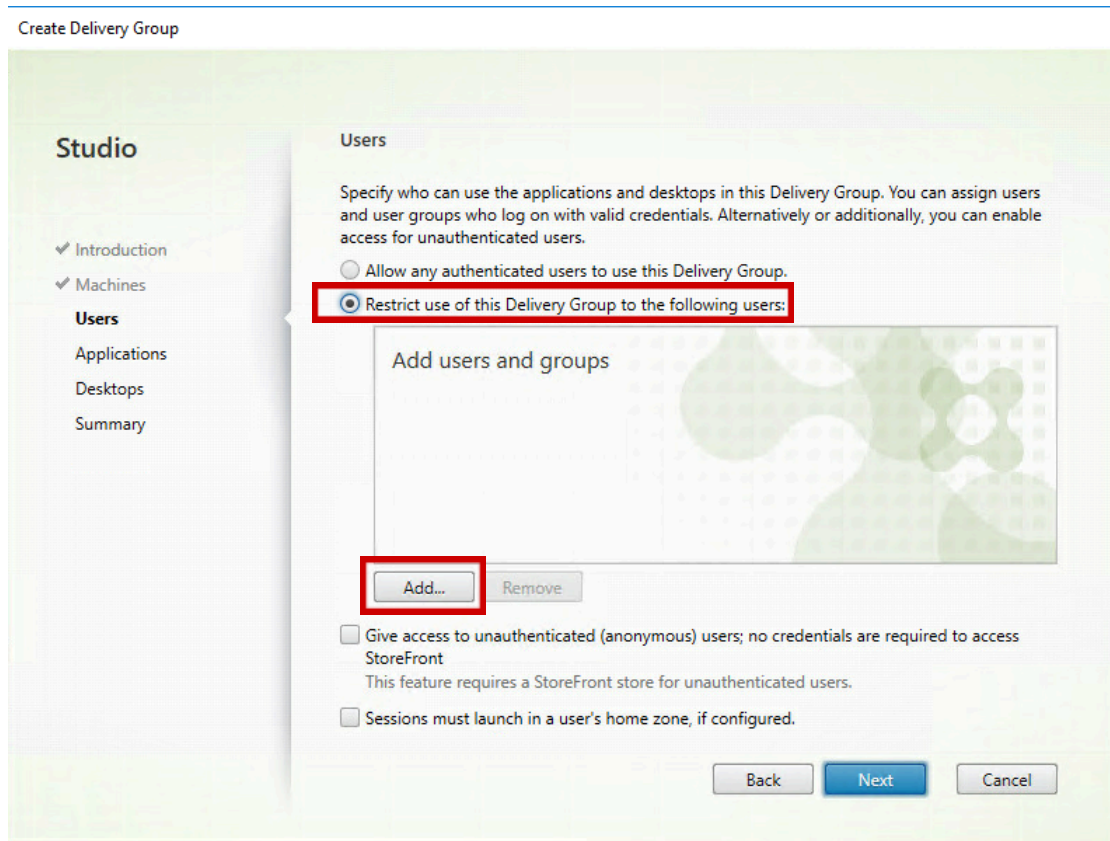 Create Delivery Group
Studio
Introduction
Machines
Users
Applications
Desktops
Summary
Users
Specify who can use the applications and desktops in this Delivery Group. You can assign users
and user groups who log on with valid credentials. Alternatively or additionally, you can enable
access for unauthenticated users.
Allow any authenticated users to use this Delivery Group.
Restrict use of this Delivery Group to the following users:
Add users and groups
Add...
Remove
Give access to unauthenticated (anonymous) users; no credentials are required to access
StoreFront
This feature requires a StoreFront store for unauthenticated users.
Sessions must launch in a user's home zone, if configured.
Back
Next
Cancel